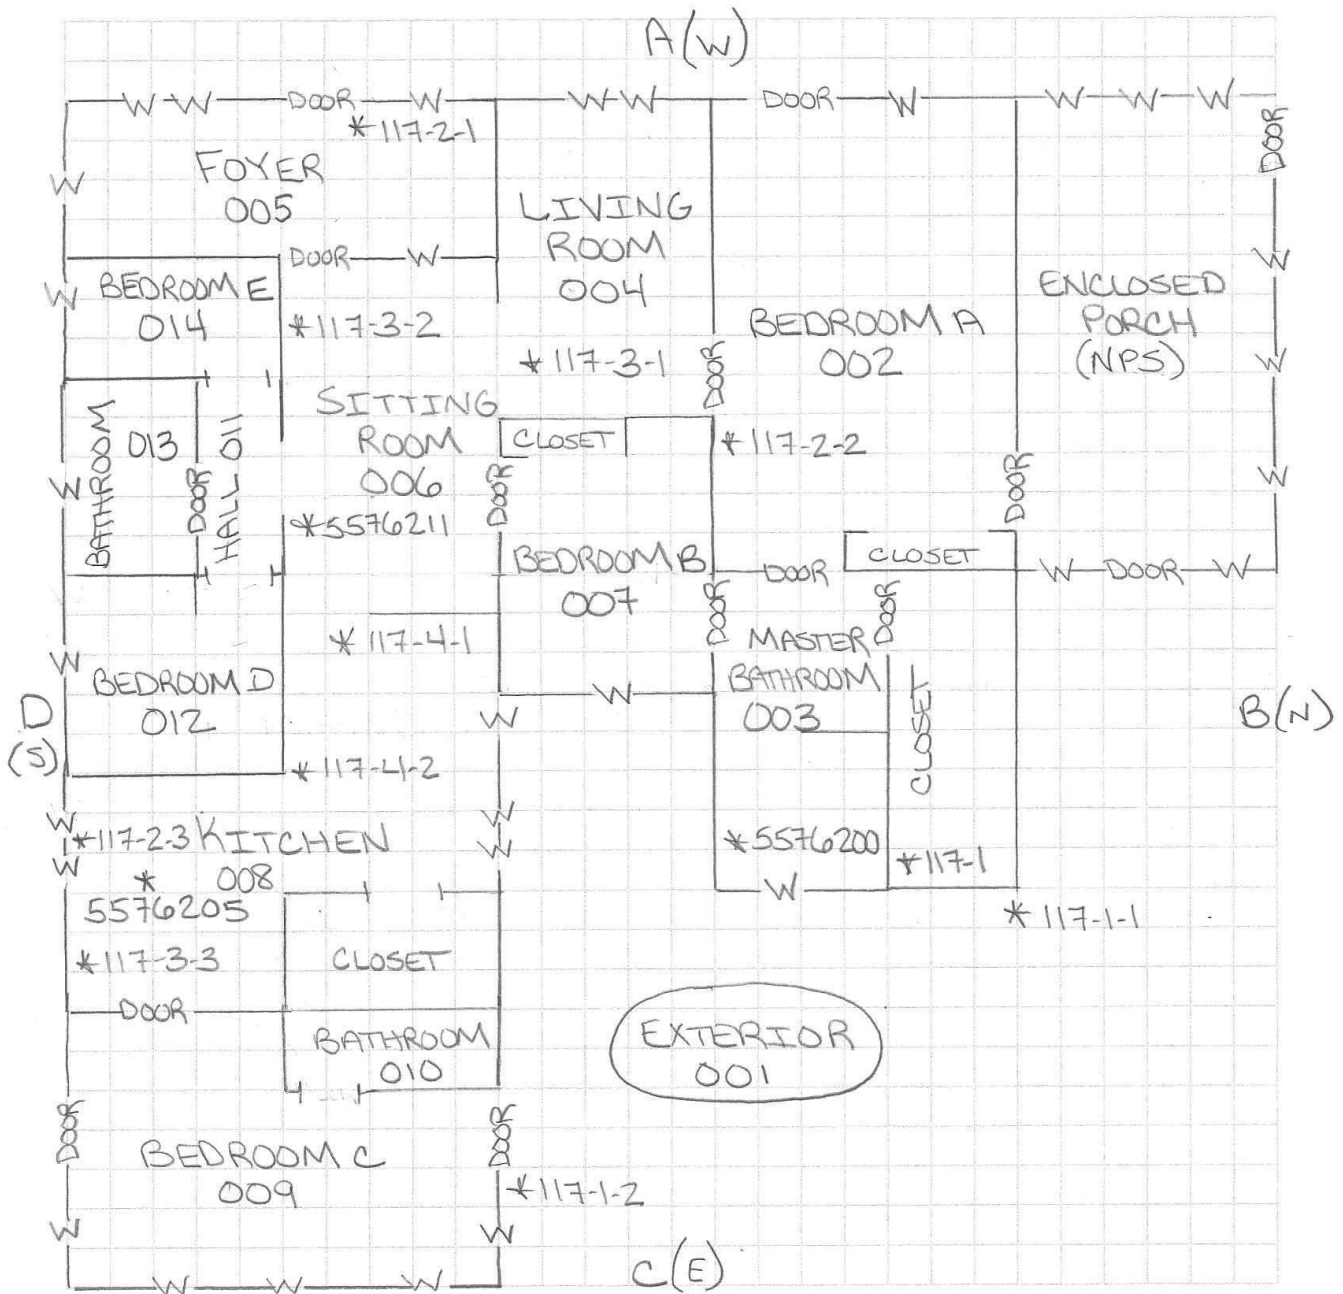 A (W)
W W DOOR W W W DOOR W W W W
*117-2-1
DOOR
FOYER
005
W
LIVING
ROOM
004
DOOR W
W
BEDROOM E
014
W
ENCLOSED
PORCH
(NPS)
*117-3-2
BEDROOM A
002
*117-3-1
DOOR
W
SITTING
ROOM
006
BATHROOM
013
HALL 011
DOOR
CLOSET
*117-2-2
W
W
DOOR
DOOR
*5576211
BEDROOM B
007
DOOR
CLOSET
W DOOR W
DOOR
DOOR
*117-4-1
MASTER
BATHROOM
003
W
BEDROOM D
012
W
W
CLOSET
D
(S)
B (N)
*117-4-2
W
W
*117-2-3 KITCHEN
008
W
W
*
5576205
*5576200
*117-1
W
*117-1-1
*117-3-3
CLOSET
DOOR
BATHROOM
010
EXTERIOR
001
DOOR
DOOR
BEDROOM C
009
*117-1-2
W
W
C (E)
W W W